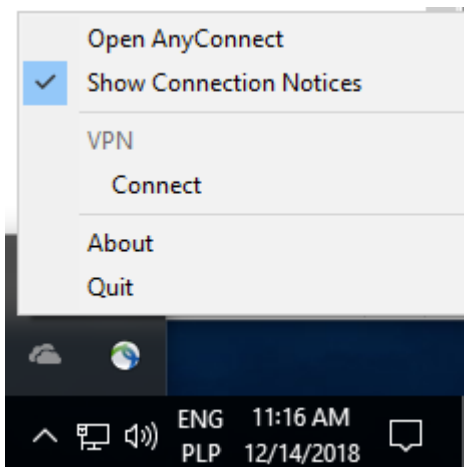 Open AnyConnect
Show Connection Notices
VPN
Connect
About
Quit
ENG 11:16 AM
PLP 12/14/2018